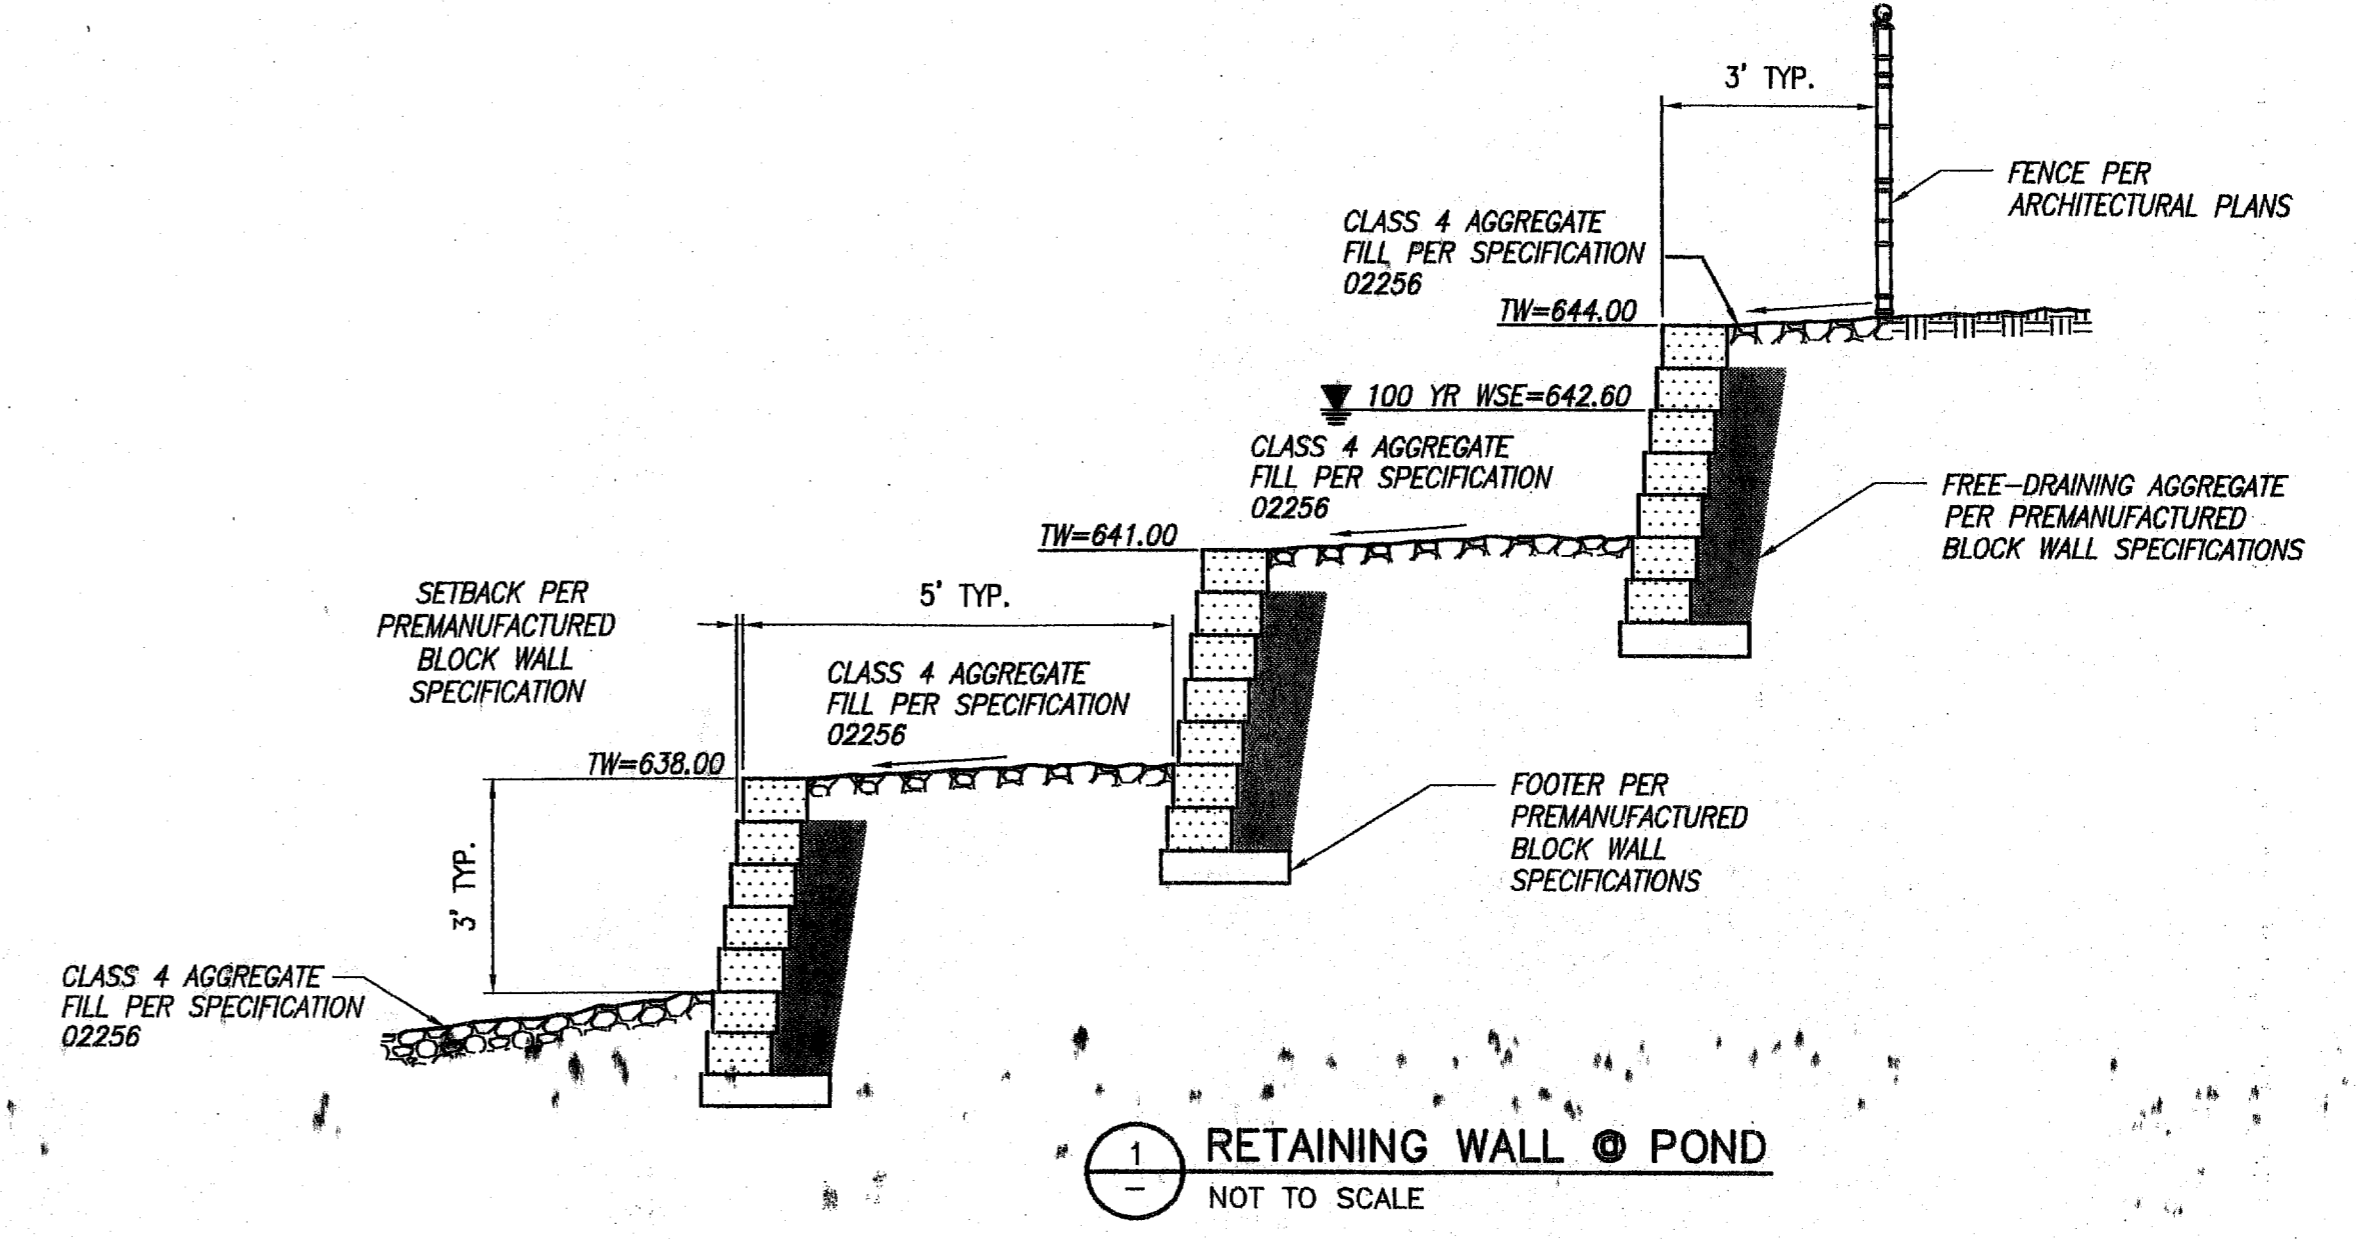 3' TYP.
FENCE PER
ARCHITECTURAL PLANS
CLASS 4 AGGREGATE
FILL PER SPECIFICATION
02256
TW=644.00
100 YR WSE=642.60
CLASS 4 AGGREGATE
FILL PER SPECIFICATION
02256
FREE-DRAINING AGGREGATE
PER PREMANUFACTURED
BLOCK WALL SPECIFICATIONS
TW=641.00
SETBACK PER
PREMANUFACTURED
BLOCK WALL
SPECIFICATION
5' TYP.
CLASS 4 AGGREGATE
FILL PER SPECIFICATION
02256
TW=638.00
FOOTER PER
PREMANUFACTURED
BLOCK WALL
SPECIFICATIONS
3' TYP.
CLASS 4 AGGREGATE
FILL PER SPECIFICATION
02256
1
–
RETAINING WALL @ POND
NOT TO SCALE